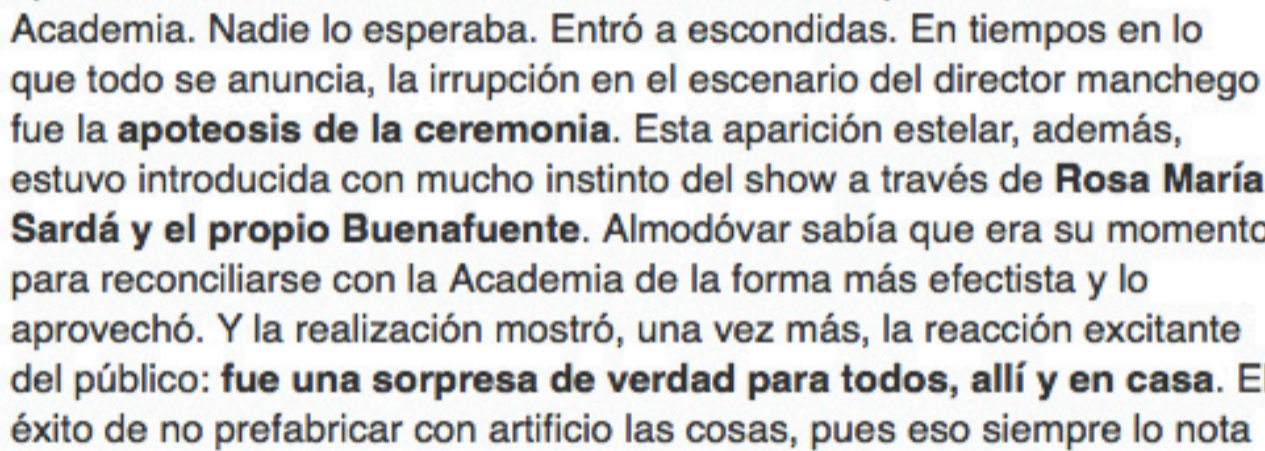 Academia. Nadie lo esperaba. Entró a escondidas. En tiempos en lo
que todo se anuncia, la irrupción en el escenario del director manchego
fue la apoteosis de la ceremonia. Esta aparición estelar, además,
estuvo introducida con mucho instinto del show a través de Rosa María
Sardá y el propio Buenafuente. Almodóvar sabía que era su momento
para reconciliarse con la Academia de la forma más efectista y lo
aprovechó. Y la realización mostró, una vez más, la reacción excitante
del público: fue una sorpresa de verdad para todos, allí y en casa. El
éxito de no prefabricar con artificio las cosas, pues eso siempre lo nota